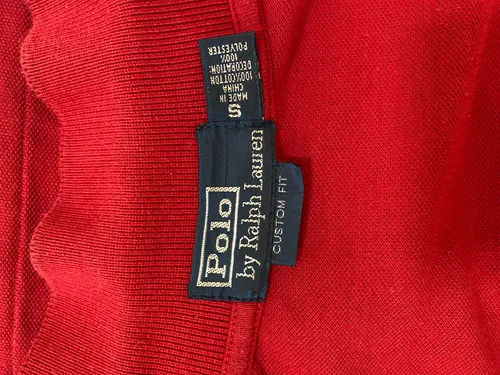 Polo
by Ralph Lauren
CUSTOM FIT
S
MADE IN
CHINA
100%COTTON
DECORATION:
100%
POLYESTER